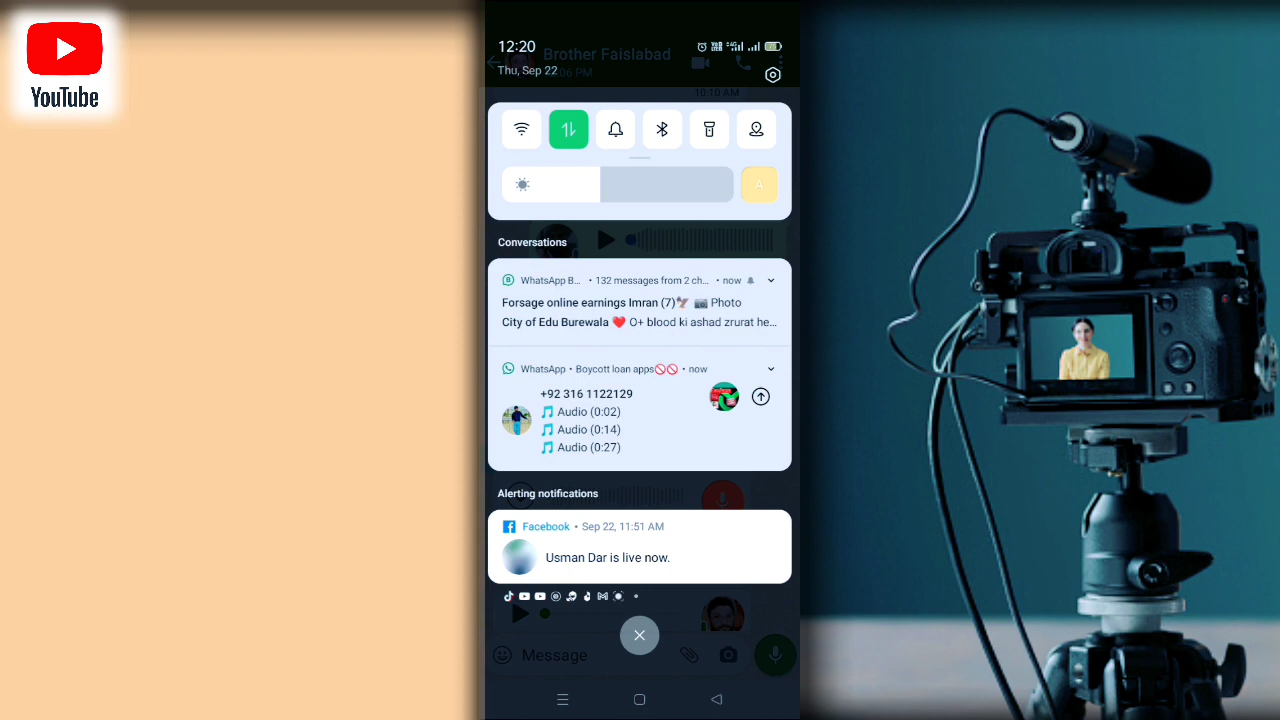 YouTube
12:20
Brother Faislabad
Thu, Sep 22
10:10 AM
A
Conversations
WhatsApp B... • 132 messages from 2 ch... • now
Forsage online earnings Imran (7)🦅 📷 Photo
City of Edu Burewala ❤️ O+ blood ki ashad zrurat he...
WhatsApp • Boycott loan apps🚫🚫 • now
+92 316 1122129
🎵 Audio (0:02)
🎵 Audio (0:14)
🎵 Audio (0:27)
Alerting notifications
Facebook • Sep 22, 11:51 AM
Usman Dar is live now.
Message